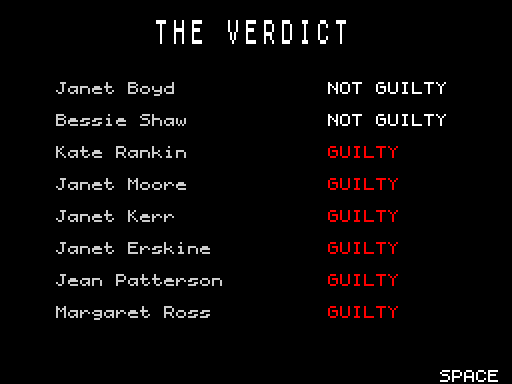 THE VERDICT
Janet Boyd NOT GUILTY
Bessie Shaw NOT GUILTY
Kate Rankin GUILTY
Janet Moore GUILTY
Janet Kerr GUILTY
Janet Erskine GUILTY
Jean Patterson GUILTY
Margaret Ross GUILTY
SPACE